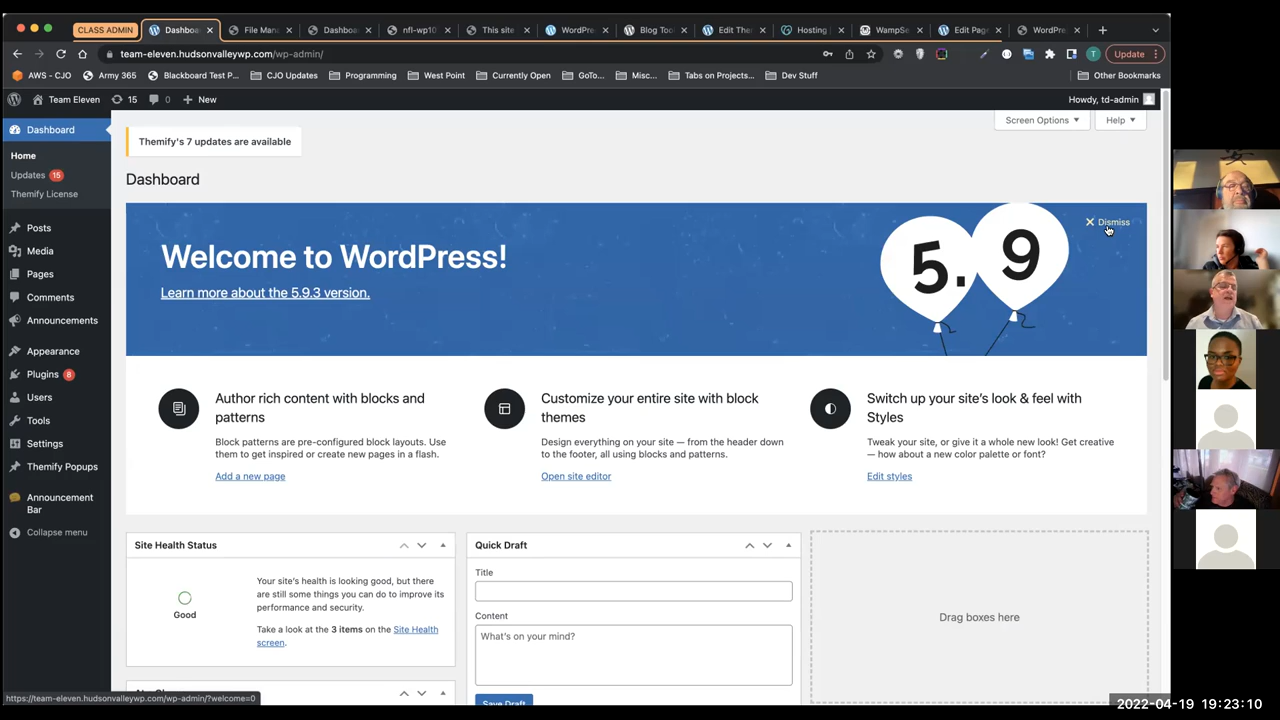 CLASS ADMIN
Dashboa
File Man
Dashboa
nfl-wp10
This site
WordPre
Blog Too
Edit The
Hosting
WampSe
Edit Page
WordPre
team-eleven.hudsonvalleywp.com/wp-admin/
T
Update
AWS - CJO
Army 365
Blackboard Test P...
CJO Updates
Programming
West Point
Currently Open
GoTo...
Misc...
Tabs on Projects...
Dev Stuff
Other Bookmarks
Team Eleven
15
0
New
Howdy, td-admin
Dashboard
Home
Updates 15
Themify License
Posts
Media
Pages
Comments
Announcements
Appearance
Plugins 8
Users
Tools
Settings
Themify Popups
Announcement
Bar
Collapse menu
Screen Options
Help
Themify's 7 updates are available
Dashboard
Welcome to WordPress!
Learn more about the 5.9.3 version.
5.9
Dismiss
Author rich content with blocks and
patterns
Block patterns are pre-configured block layouts. Use
them to get inspired or create new pages in a flash.
Add a new page
Customize your entire site with block
themes
Design everything on your site — from the header down
to the footer, all using blocks and patterns.
Open site editor
Switch up your site's look & feel with
Styles
Tweak your site, or give it a whole new look! Get creative
— how about a new color palette or font?
Edit styles
Site Health Status
Good
Your site's health is looking good, but there
are still some things you can do to improve its
performance and security.
Take a look at the 3 items on the Site Health
screen.
Quick Draft
Title
Content
What's on your mind?
Save Draft
Drag boxes here
https://team-eleven.hudsonvalleywp.com/wp-admin/?welcome=0
2022-04-19 19:23:10